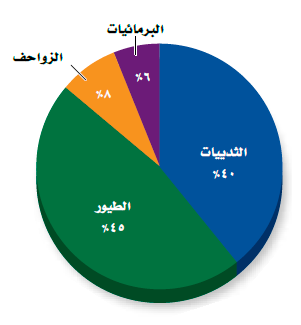 البرمائيات
٦٪
الزواحف
٨٪
الثدييات
٤٠٪
الطيور
٤٥٪